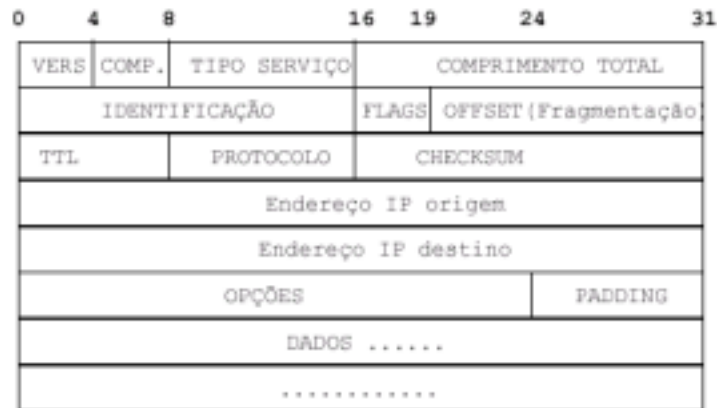 0 4 8 16 19 24 31
VERS COMP. TIPO SERVIÇO COMPRIMENTO TOTAL
IDENTIFICAÇÃO FLAGS OFFSET(Fragmentação)
TTL PROTOCOLO CHECKSUM
Endereço IP origem
Endereço IP destino
OPÇÕES PADDING
DADOS ......
............